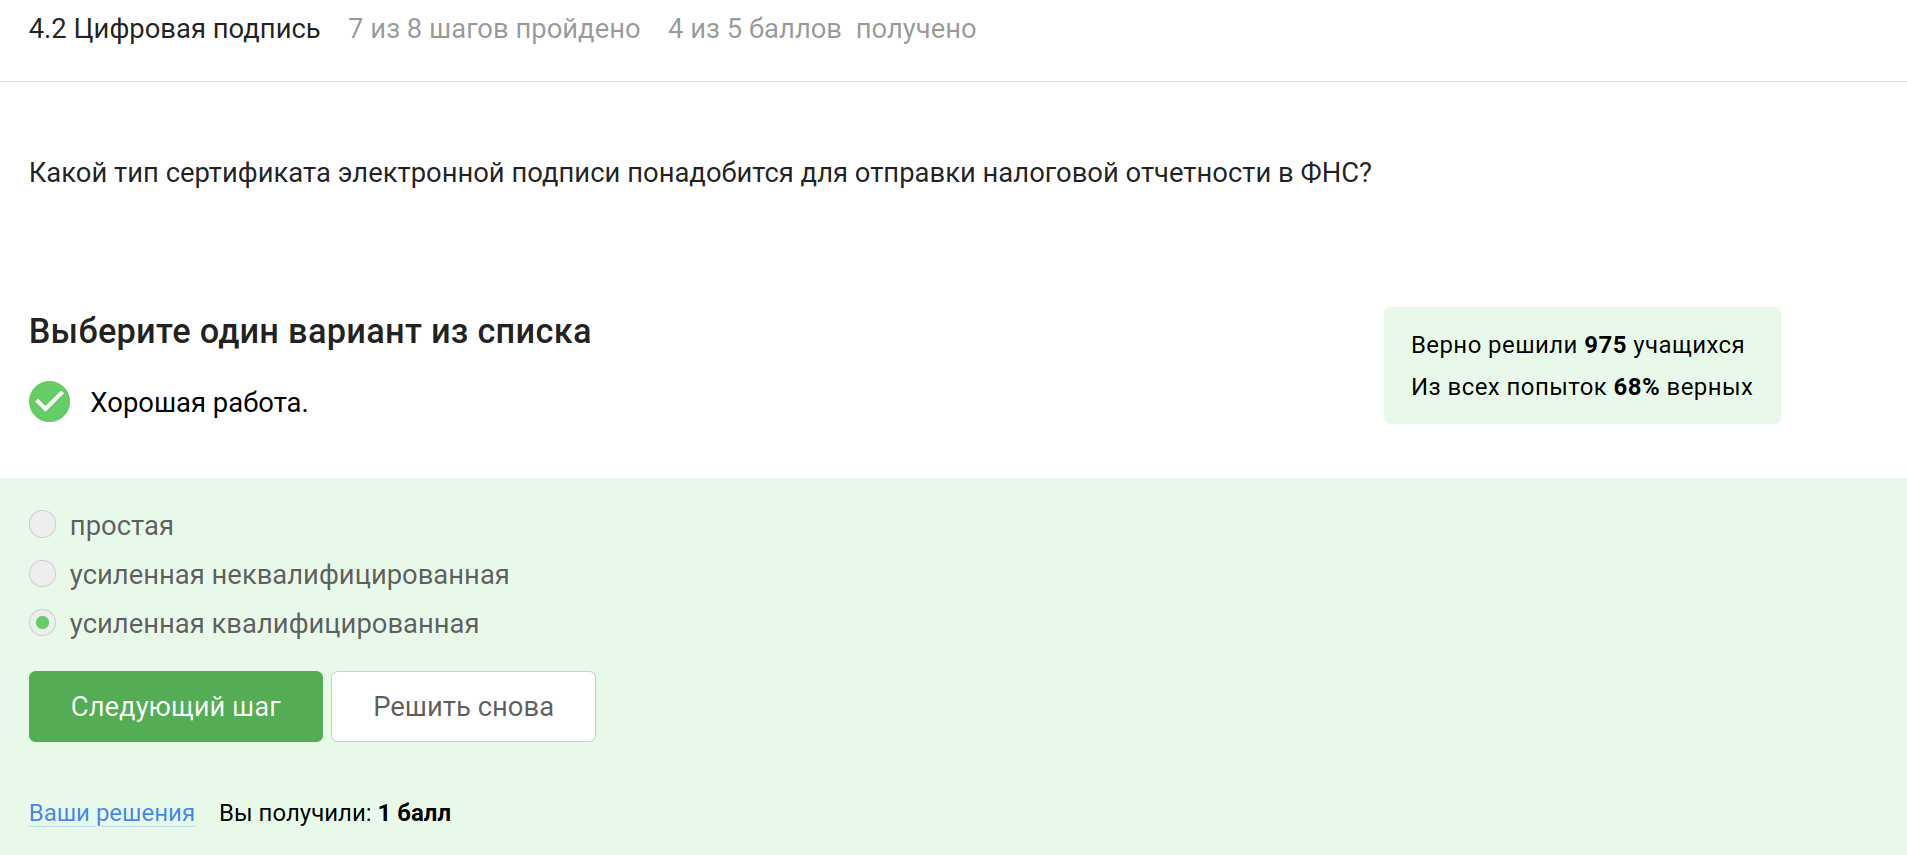 4.2 Цифровая подпись 7 из 8 шагов пройдено 4 из 5 баллов получено
Какой тип сертификата электронной подписи понадобится для отправки налоговой отчетности в ФНС?
Выберите один вариант из списка
Хорошая работа.
Верно решили 975 учащихся
Из всех попыток 68% верных
простая
усиленная неквалифицированная
усиленная квалифицированная
Следующий шаг Решить снова
Ваши решения Вы получили: 1 балл